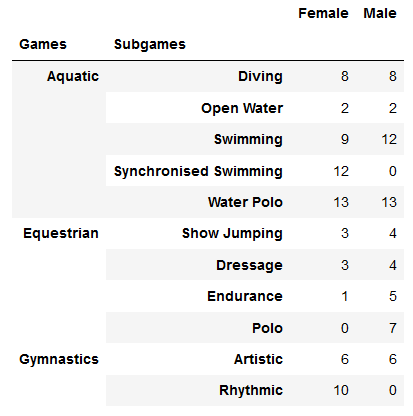 Female Male
Games Subgames
Aquatic Diving 8 8
Open Water 2 2
Swimming 9 12
Synchronised Swimming 12 0
Water Polo 13 13
Equestrian Show Jumping 3 4
Dressage 3 4
Endurance 1 5
Polo 0 7
Gymnastics Artistic 6 6
Rhythmic 10 0